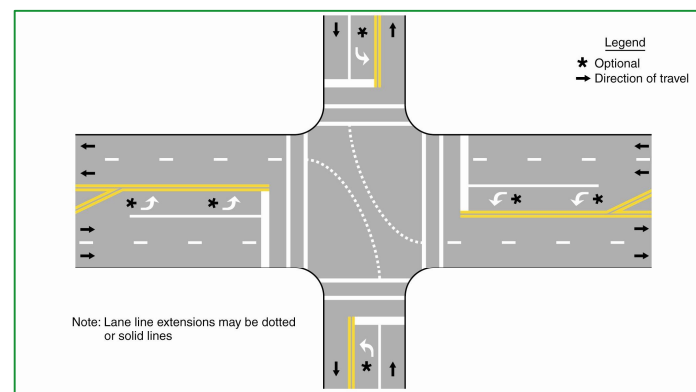 Legend
* Optional
→ Direction of travel
Note: Lane line extensions may be dotted
or solid lines